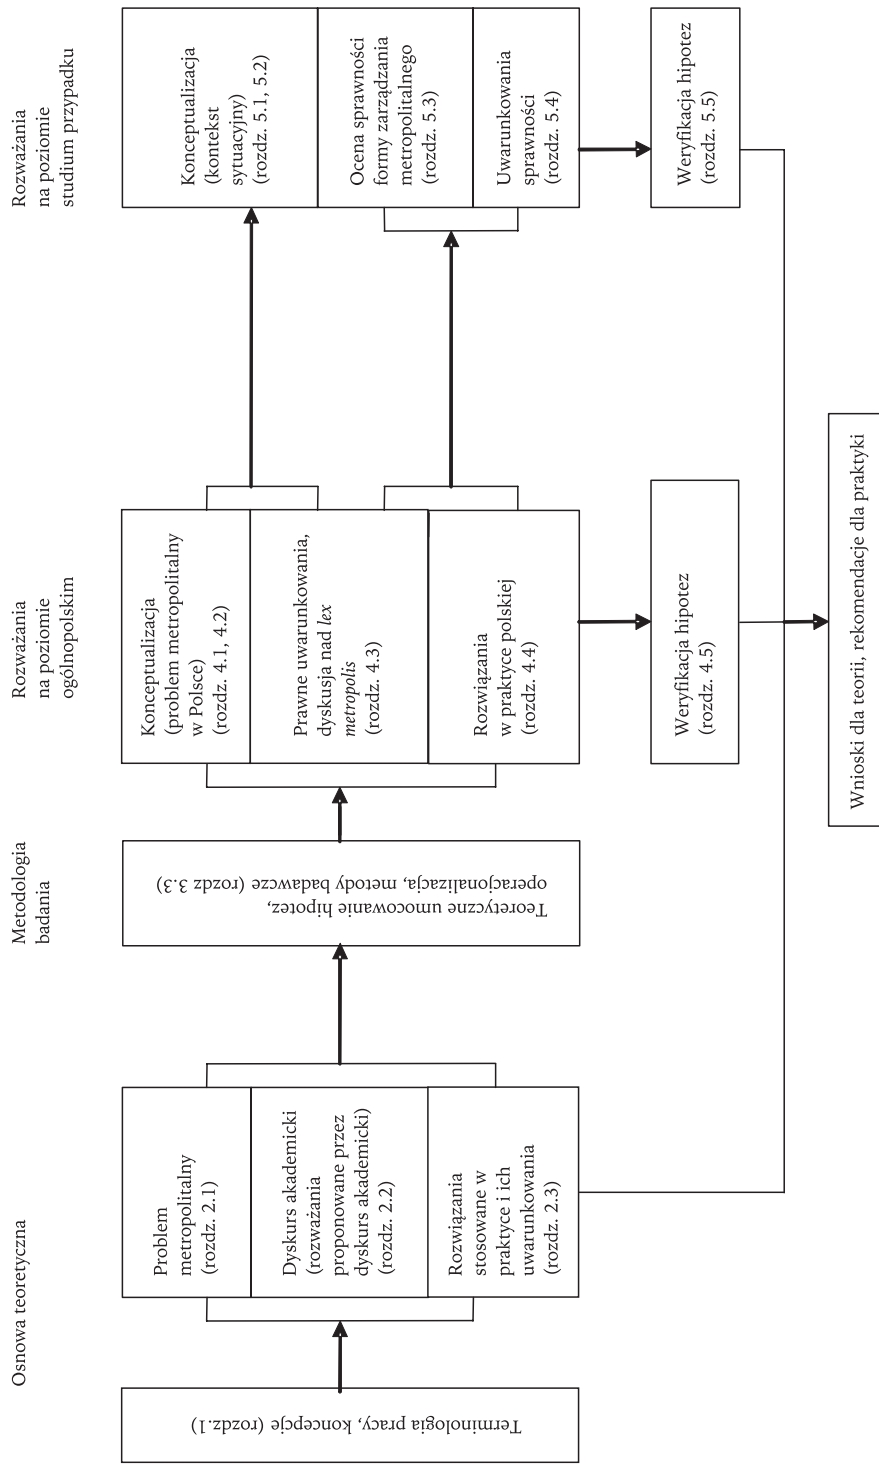 Osnowa teoretyczna
Metodologia
badania
Rozważania
na poziomie
ogólnopolskim
Rozważania
na poziomie
studium przypadku
Terminologia pracy, koncepcje (rozdz.1)
Problem
metropolitalny
(rozdz. 2.1)
Dyskurs akademicki
(rozważania
proponowane przez
dyskurs akademicki)
(rozdz. 2.2)
Rozwiązania
stosowane w
praktyce i ich
uwarunkowania
(rozdz. 2.3)
Teoretyczne umocowanie hipotez,
operacjonalizacja, metody badawcze (rozdz 3.3)
Konceptualizacja
(problem metropolitalny
w Polsce)
(rozdz. 4.1, 4.2)
Prawne uwarunkowania,
dyskusja nad lex
metropolis
(rozdz. 4.3)
Rozwiązania
w praktyce polskiej
(rozdz. 4.4)
Weryfikacja hipotez
(rozdz. 4.5)
Konceptualizacja
(kontekst
sytuacyjny)
(rozdz. 5.1, 5.2)
Ocena sprawności
formy zarządzania
metropolitalnego
(rozdz. 5.3)
Uwarunkowania
sprawności
(rozdz. 5.4)
Weryfikacja hipotez
(rozdz. 5.5)
Wnioski dla teorii, rekomendacje dla praktyki